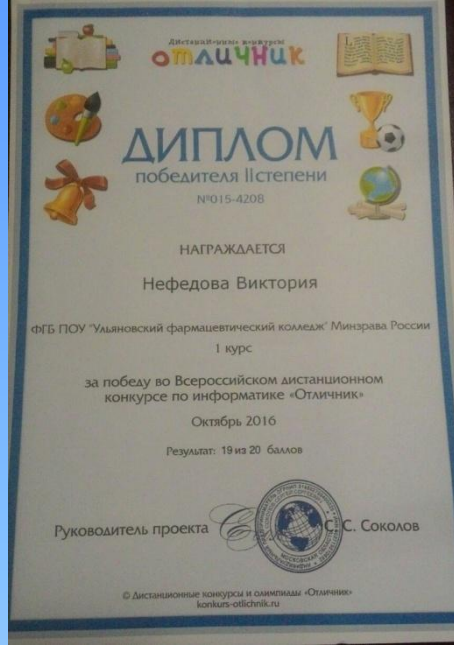 дистанционные конкурсы
отличник
ДИПЛОМ
победителя II степени
№015-4208
НАГРАЖДАЕТСЯ
Нефедова Виктория
ФГБ ПОУ "Ульяновский фармацевтический колледж" Минзрава России
1 курс
за победу во Всероссийском дистанционном
конкурсе по информатике «Отличник»
Октябрь 2016
Результат: 19 из 20 баллов
Руководитель проекта С. С. Соколов
МОСКОВСКАЯ
© Дистанционные конкурсы и олимпиады «Отличник»
konkurs-otlichnik.ru